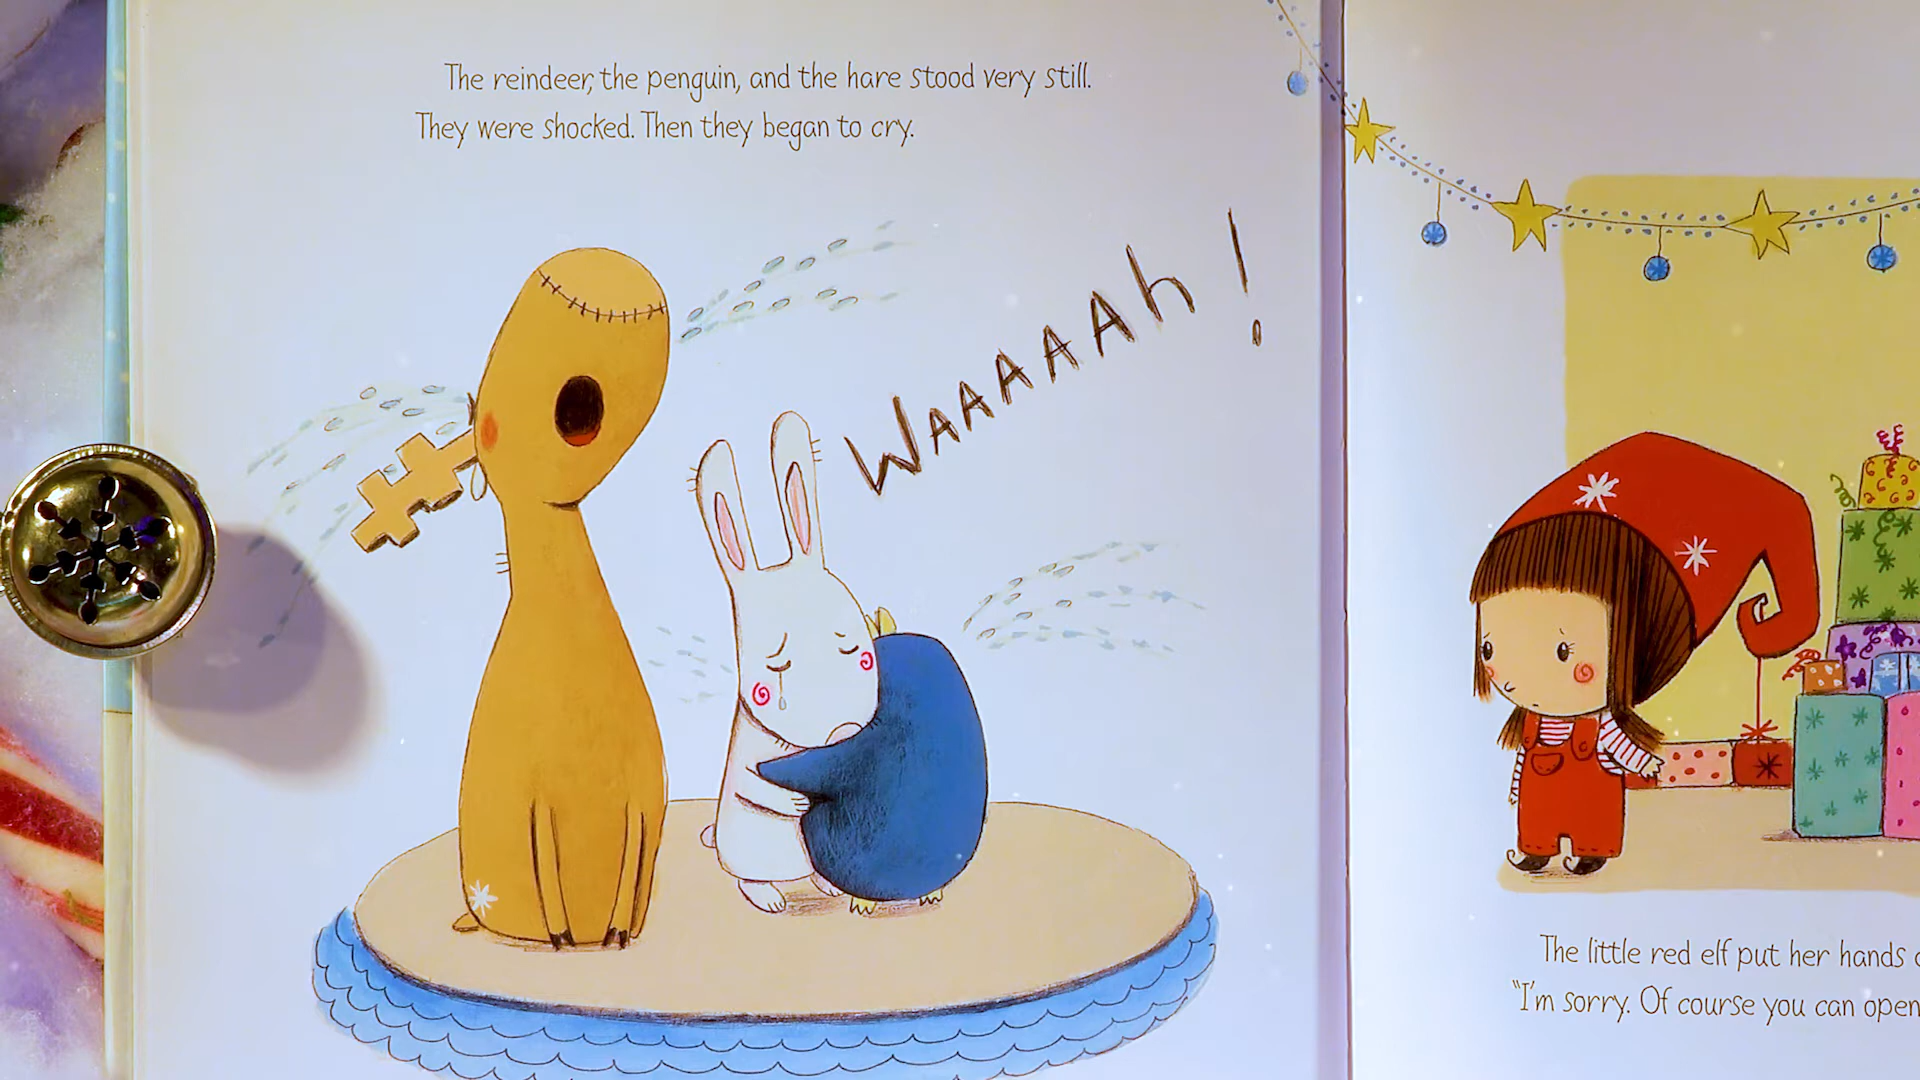 The reindeer, the penguin, and the hare stood very still.
They were shocked. Then they began to cry.
WAAAAAAh!
The little red elf put her hands
"I'm sorry. Of course you can open